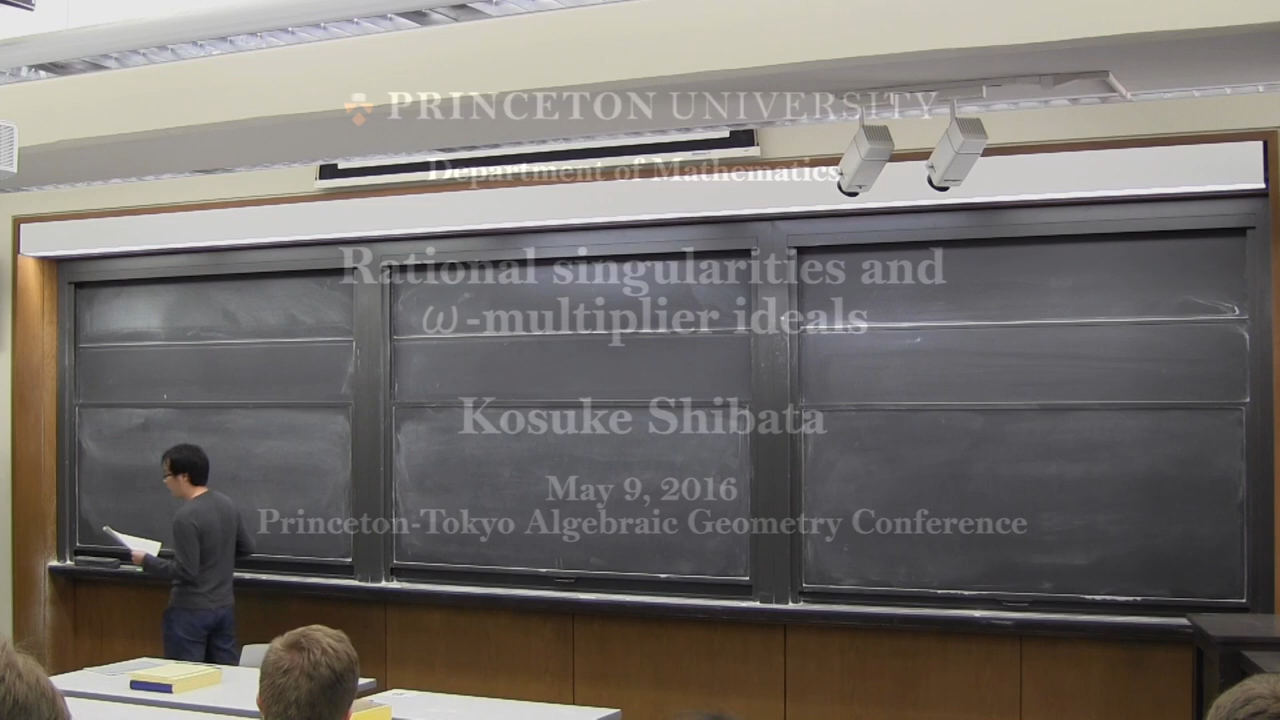 PRINCETON UNIVERSITY
Department of Mathematics
Rational singularities and
ω-multiplier ideals
Kosuke Shibata
May 9, 2016
Princeton-Tokyo Algebraic Geometry Conference